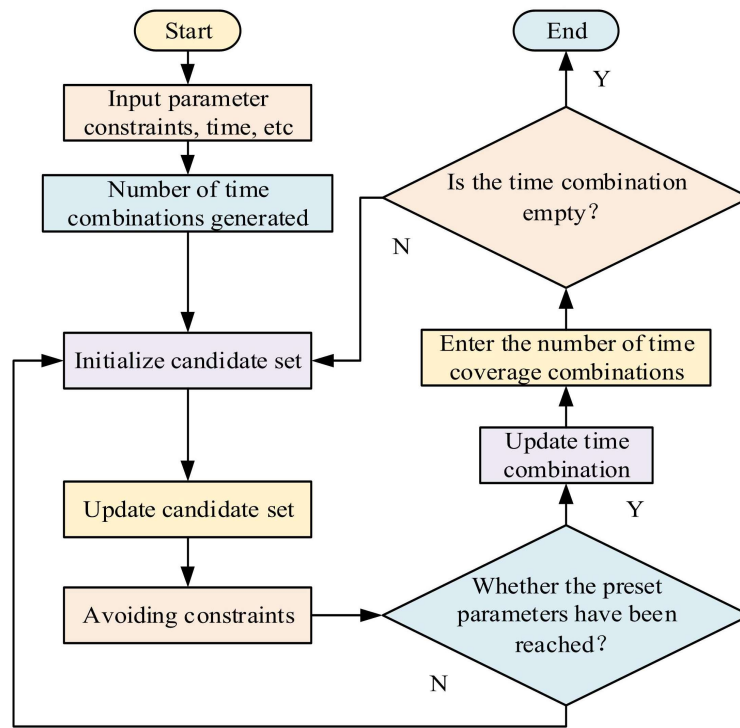 Start
Input parameter
constraints, time, etc
Number of time
combinations generated
Initialize candidate set
Update candidate set
Avoiding constraints
Whether the preset
parameters have been
reached?
N
Y
Update time
combination
Enter the number of time
coverage combinations
Is the time combination
empty?
N
Y
End